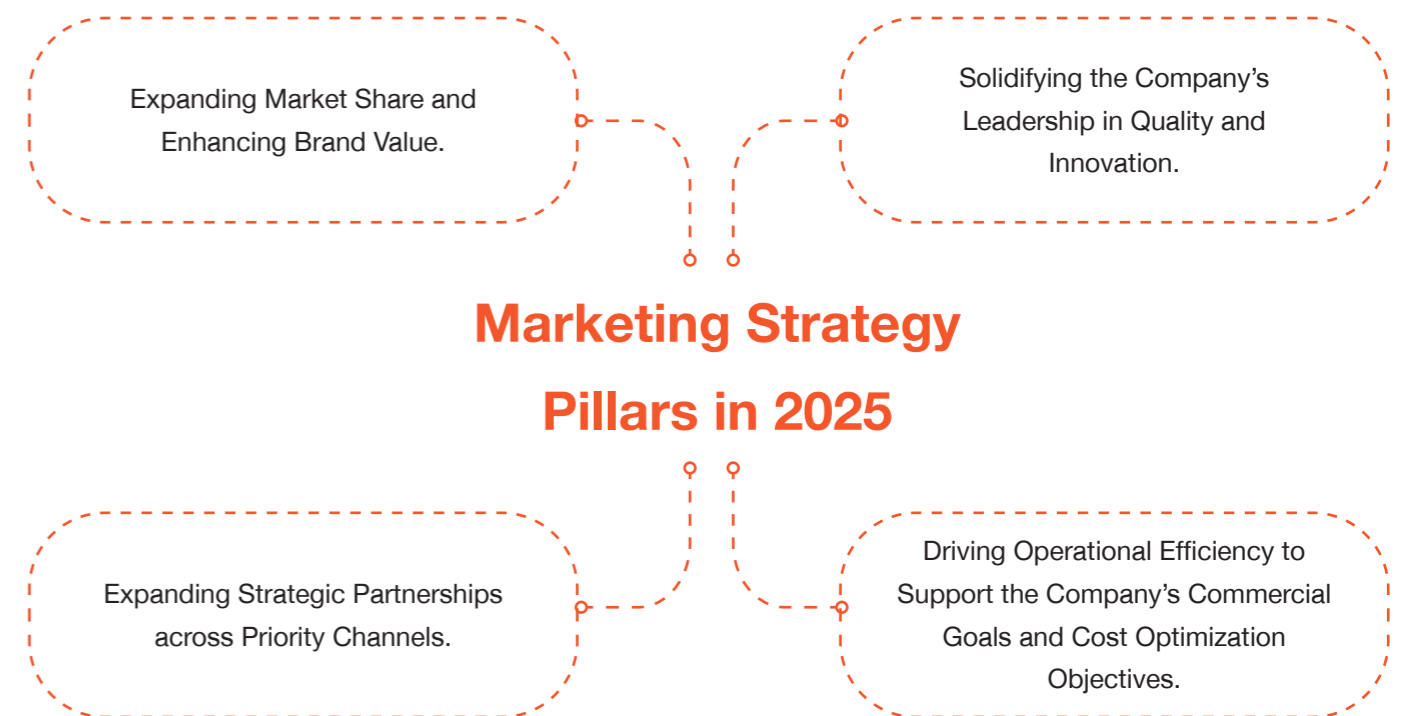 Expanding Market Share and
Enhancing Brand Value.
Solidifying the Company’s
Leadership in Quality and
Innovation.
Marketing Strategy
Pillars in 2025
Expanding Strategic Partnerships
across Priority Channels.
Driving Operational Efficiency to
Support the Company’s Commercial
Goals and Cost Optimization
Objectives.